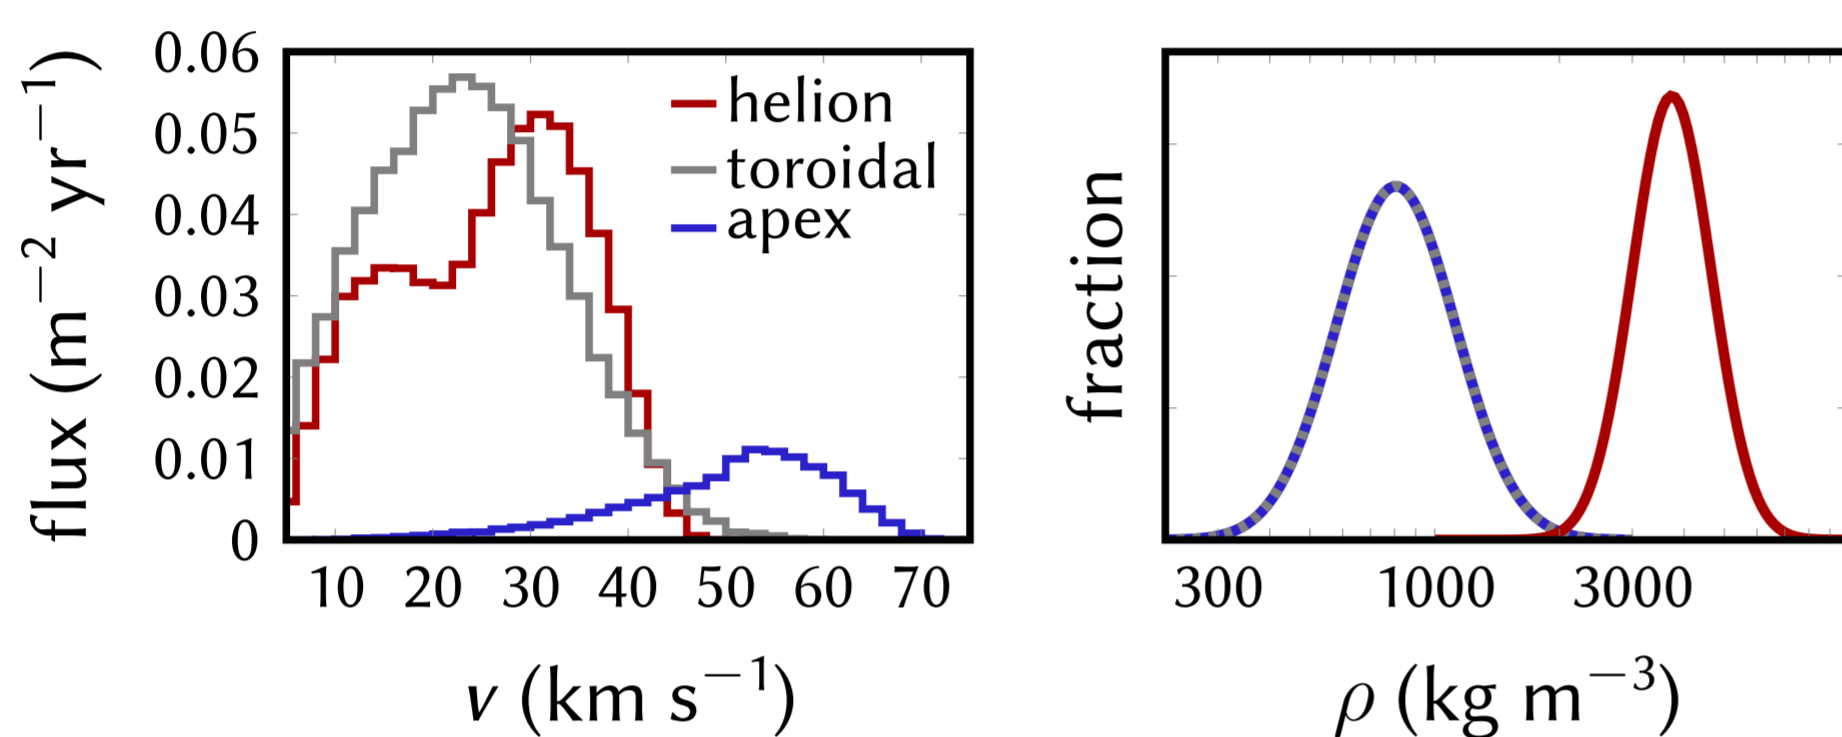 flux (m−2 yr−1)
0.06
0.05
0.04
0.03
0.02
0.01
0
10 20 30 40 50 60 70
v (km s−1)
helion
toroidal
apex
fraction
300 1000 3000
ρ (kg m−3)